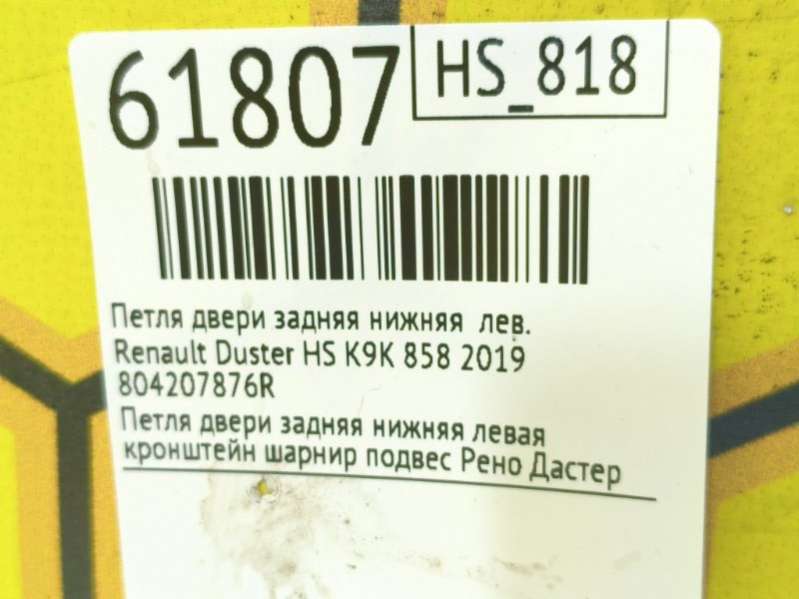 61807
HS_818
Петля двери задняя нижняя лев.
Renault Duster HS K9K 858 2019
804207876R
Петля двери задняя нижняя левая
кронштейн шарнир подвес Рено Дастер